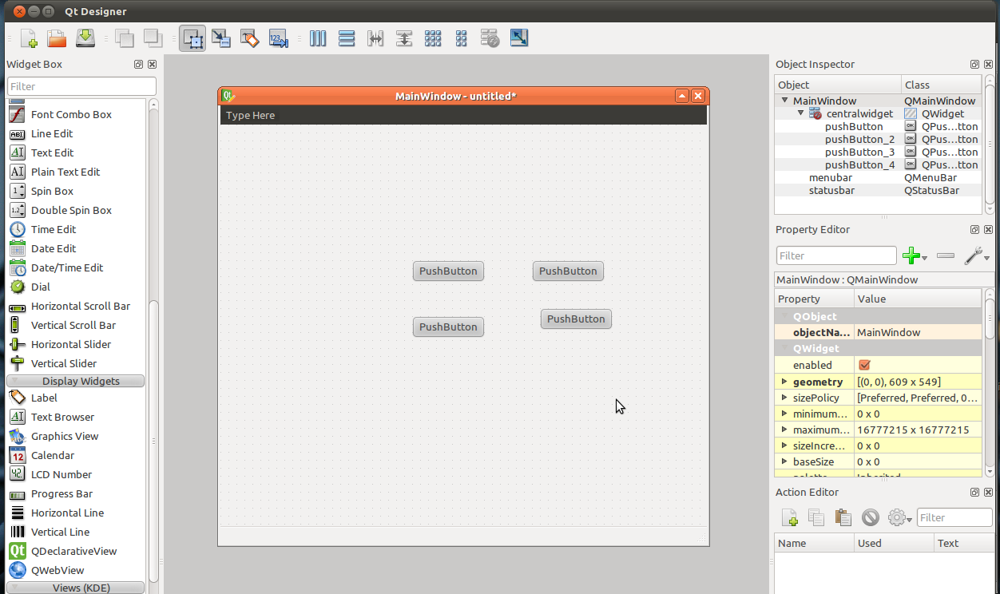 Qt Designer
Widget Box
Filter
Font Combo Box
Line Edit
Text Edit
Plain Text Edit
Spin Box
Double Spin Box
Time Edit
Date Edit
Date/Time Edit
Dial
Horizontal Scroll Bar
Vertical Scroll Bar
Horizontal Slider
Vertical Slider
Display Widgets
Label
Text Browser
Graphics View
Calendar
LCD Number
Progress Bar
Horizontal Line
Vertical Line
QDeclarativeView
QWebView
Views (KDE)
MainWindow - untitled*
Type Here
PushButton PushButton
PushButton PushButton
Object Inspector
Object Class
MainWindow QMainWindow
centralwidget QWidget
pushButton QPus...tton
pushButton_2 QPus...tton
pushButton_3 QPus...tton
pushButton_4 QPus...tton
menubar QMenuBar
statusbar QStatusBar
Property Editor
Filter
MainWindow : QMainWindow
Property Value
QObject
objectNa... MainWindow
QWidget
enabled
geometry [(0, 0), 609 x 549]
sizePolicy [Preferred, Preferred, 0...
minimum... 0 x 0
maximum... 16777215 x 16777215
sizeIncre... 0 x 0
baseSize 0 x 0
palette Inherited
Action Editor
Filter
Name Used Text